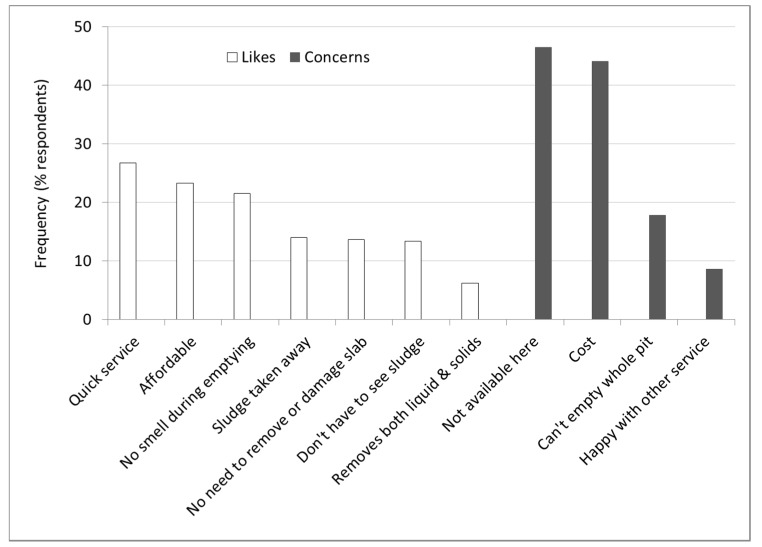 50
40
30
20
10
0
Frequency (% respondents)
Likes
Concerns
Quick service
Affordable
No smell during emptying
Sludge taken away
No need to remove or damage slab
Don't have to see sludge
Removes both liquid & solids
Not available here
Cost
Can't empty whole pit
Happy with other service